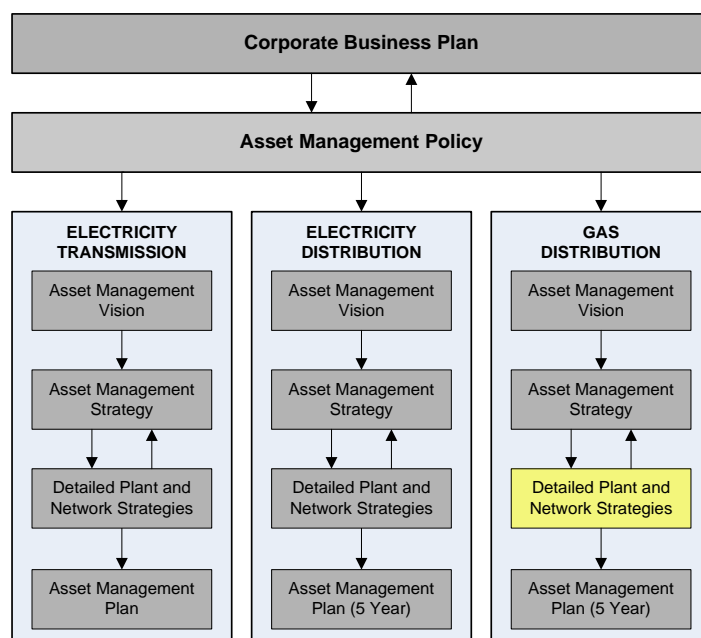 Corporate Business Plan
Asset Management Policy
ELECTRICITY
TRANSMISSION
Asset Management
Vision
Asset Management
Strategy
Detailed Plant and
Network Strategies
Asset Management
Plan
ELECTRICITY
DISTRIBUTION
Asset Management
Vision
Asset Management
Strategy
Detailed Plant and
Network Strategies
Asset Management
Plan (5 Year)
GAS
DISTRIBUTION
Asset Management
Vision
Asset Management
Strategy
Detailed Plant and
Network Strategies
Asset Management
Plan (5 Year)